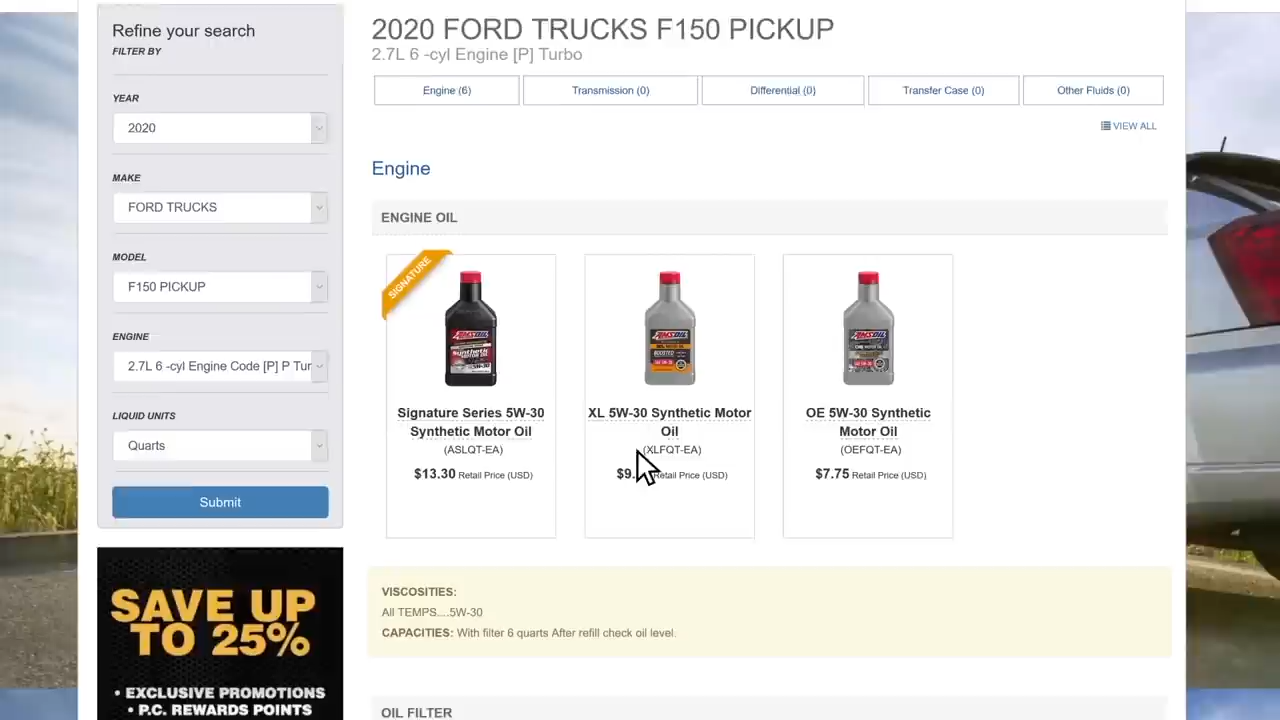 Refine your search
FILTER BY
YEAR
2020
MAKE
FORD TRUCKS
MODEL
F150 PICKUP
ENGINE
2.7L 6 -cyl Engine Code [P] P Tur
LIQUID UNITS
Quarts
Submit
SAVE UP
TO 25%
• EXCLUSIVE PROMOTIONS
• P.C. REWARDS POINTS
2020 FORD TRUCKS F150 PICKUP
2.7L 6 -cyl Engine [P] Turbo
Engine (6)
Transmission (0)
Differential (0)
Transfer Case (0)
Other Fluids (0)
VIEW ALL
Engine
ENGINE OIL
SIGNATURE
AMSOIL
Signature Series 5W-30
Synthetic Motor Oil
(ASLQT-EA)
$13.30 Retail Price (USD)
AMSOIL
BOOSTED
XL 5W-30 Synthetic Motor
Oil
(XLFQT-EA)
$9. Retail Price (USD)
AMSOIL
OE 5W-30 Synthetic
Motor Oil
(OEFQT-EA)
$7.75 Retail Price (USD)
VISCOSITIES:
All TEMPS....5W-30
CAPACITIES: With filter 6 quarts After refill check oil level.
OIL FILTER